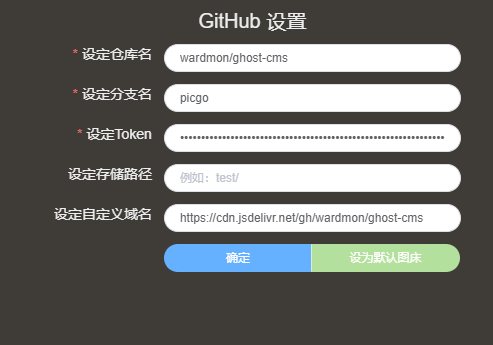 GitHub 设置
* 设定仓库名 wardmon/ghost-cms
* 设定分支名 picgo
* 设定Token
设定存储路径 例如：test/
设定自定义域名 https://cdn.jsdelivr.net/gh/wardmon/ghost-cms
确定 设为默认图床